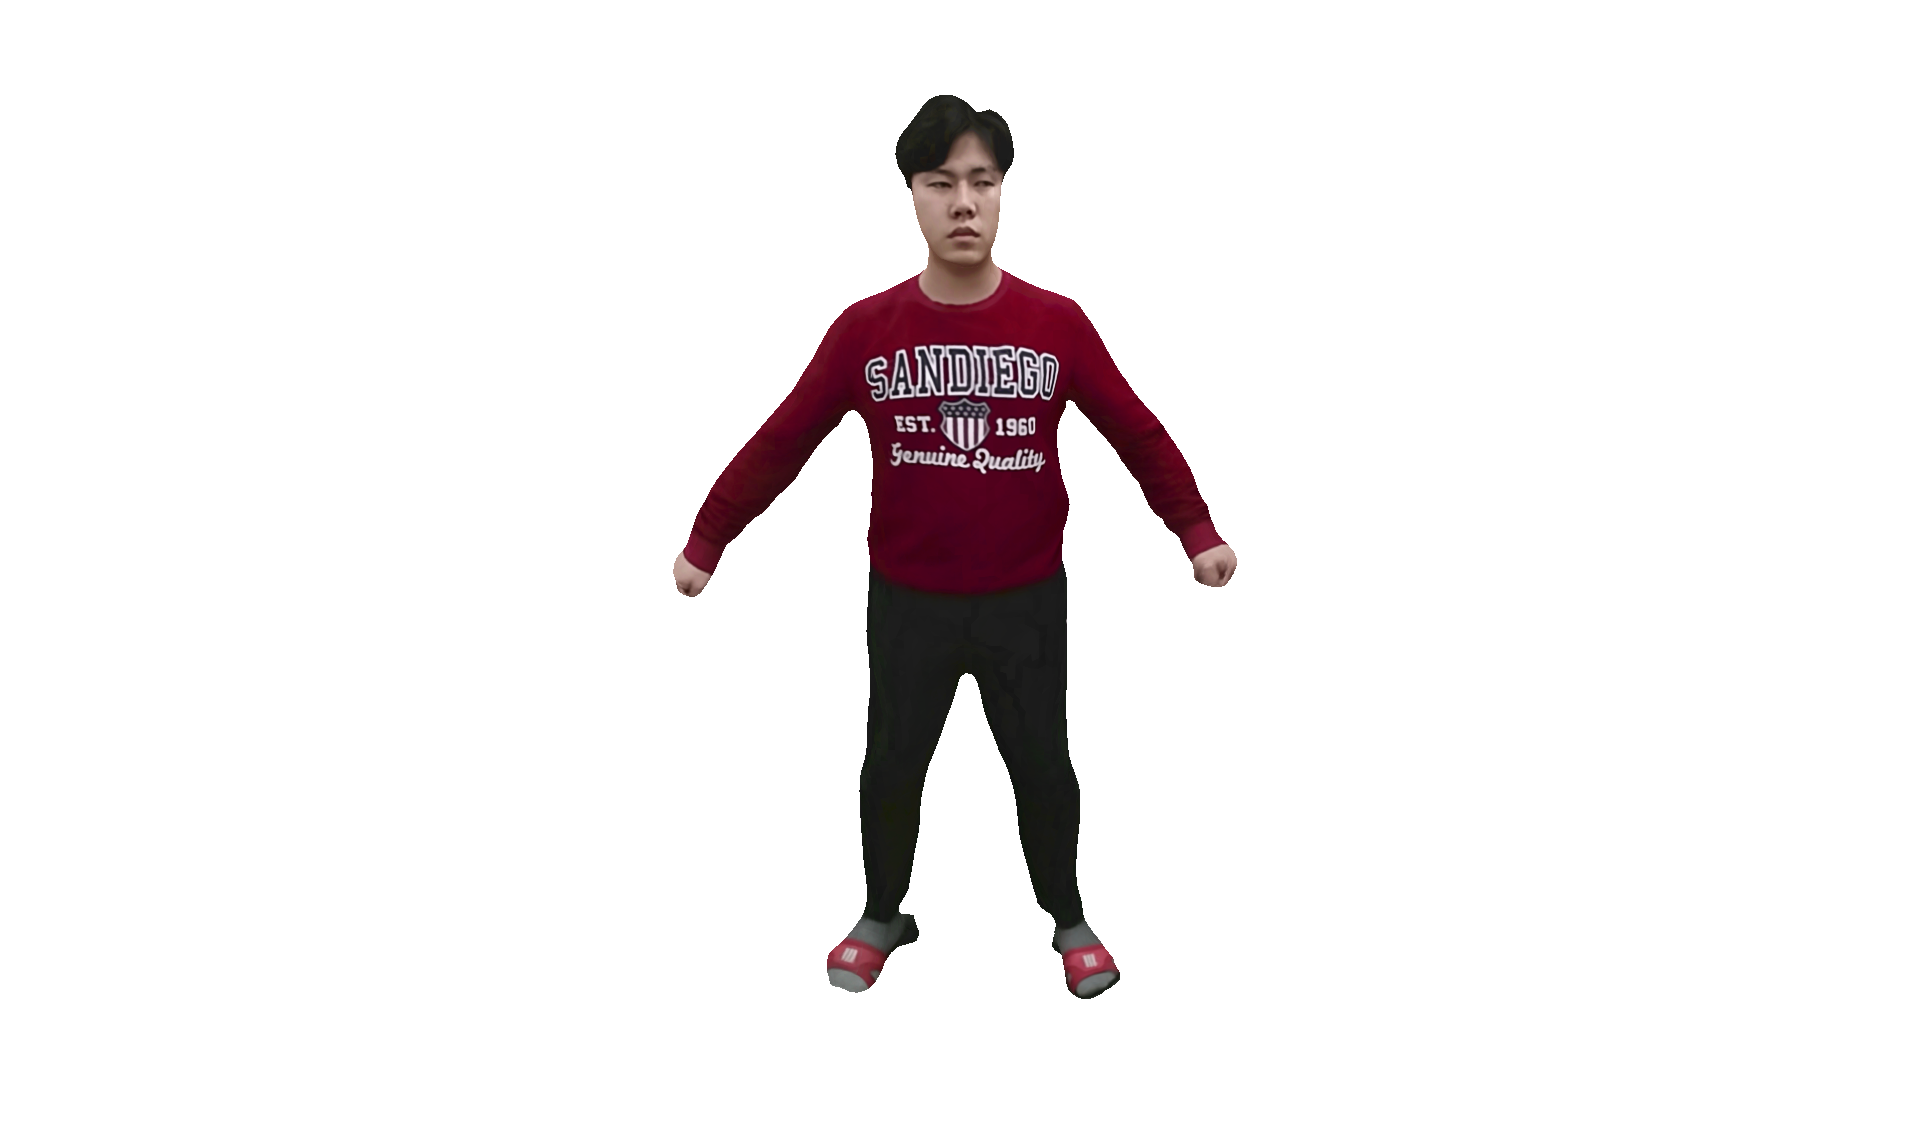 SANDIEGO
EST. 1960
Genuine Quality